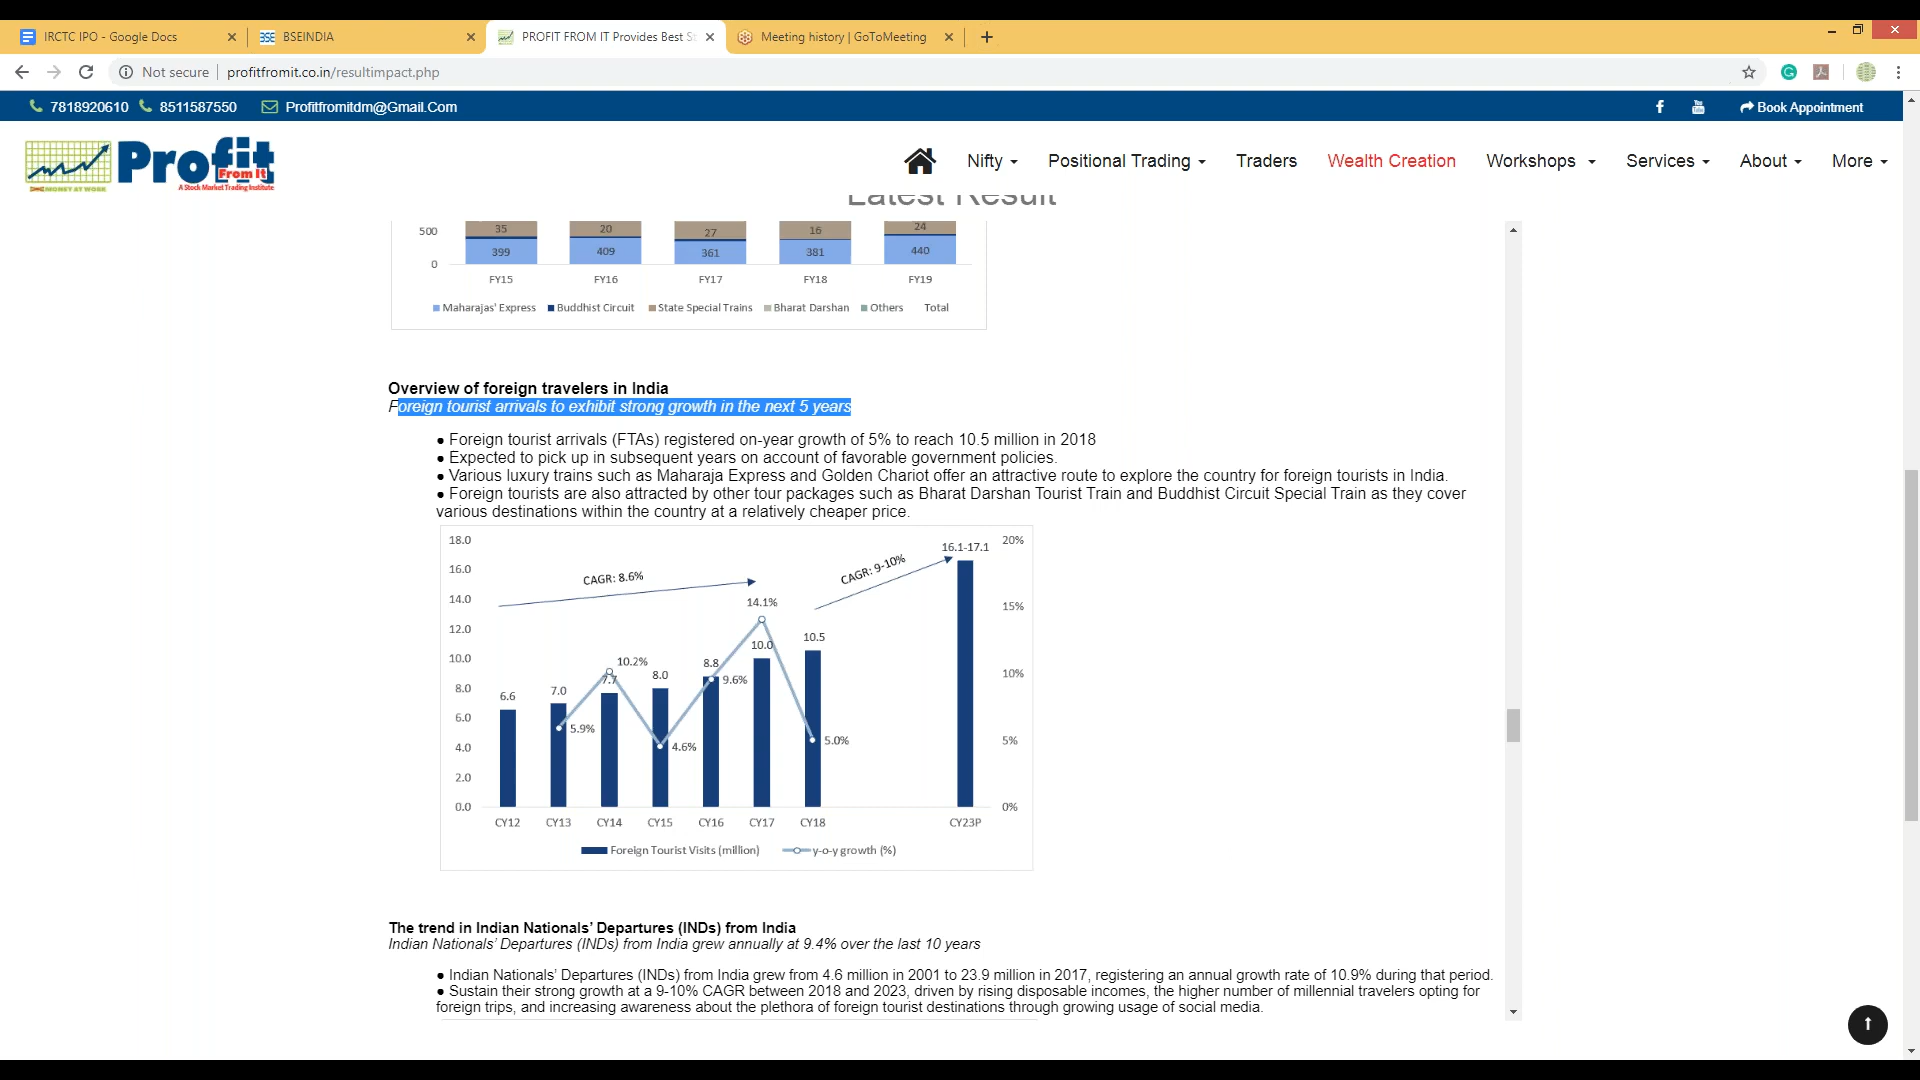 IRCTC IPO - Google Docs
BSEINDIA
PROFIT FROM IT Provides Best S
Meeting history | GoToMeeting
Not secure
profitfromit.co.in/resultimpact.php
7818920610
8511587550
Profitfromitdm@Gmail.Com
Book Appointment
Profit
From It
MONEY AT WORK
A Stock Market Trading Institute
Nifty
Positional Trading
Traders
Wealth Creation
Workshops
Services
About
More
Latest Result
500
35
20
27
16
24
399
409
361
381
440
0
FY15
FY16
FY17
FY18
FY19
Maharajas' Express
Buddhist Circuit
State Special Trains
Bharat Darshan
Others
Total
Overview of foreign travelers in India
Foreign tourist arrivals to exhibit strong growth in the next 5 years
● Foreign tourist arrivals (FTAs) registered on-year growth of 5% to reach 10.5 million in 2018
● Expected to pick up in subsequent years on account of favorable government policies.
● Various luxury trains such as Maharaja Express and Golden Chariot offer an attractive route to explore the country for foreign tourists in India.
● Foreign tourists are also attracted by other tour packages such as Bharat Darshan Tourist Train and Buddhist Circuit Special Train as they cover
various destinations within the country at a relatively cheaper price.
18.0
16.0
14.0
12.0
10.0
8.0
6.0
4.0
2.0
0.0
CAGR: 8.6%
CAGR: 9-10%
16.1-17.1
20%
15%
10%
5%
0%
6.6
7.0
7.7
8.0
8.8
10.0
10.5
5.9%
10.2%
4.6%
9.6%
14.1%
5.0%
CY12
CY13
CY14
CY15
CY16
CY17
CY18
CY23P
Foreign Tourist Visits (million)
y-o-y growth (%)
The trend in Indian Nationals’ Departures (INDs) from India
Indian Nationals’ Departures (INDs) from India grew annually at 9.4% over the last 10 years
● Indian Nationals’ Departures (INDs) from India grew from 4.6 million in 2001 to 23.9 million in 2017, registering an annual growth rate of 10.9% during that period.
● Sustain their strong growth at a 9-10% CAGR between 2018 and 2023, driven by rising disposable incomes, the higher number of millennial travelers opting for
foreign trips, and increasing awareness about the plethora of foreign tourist destinations through growing usage of social media.